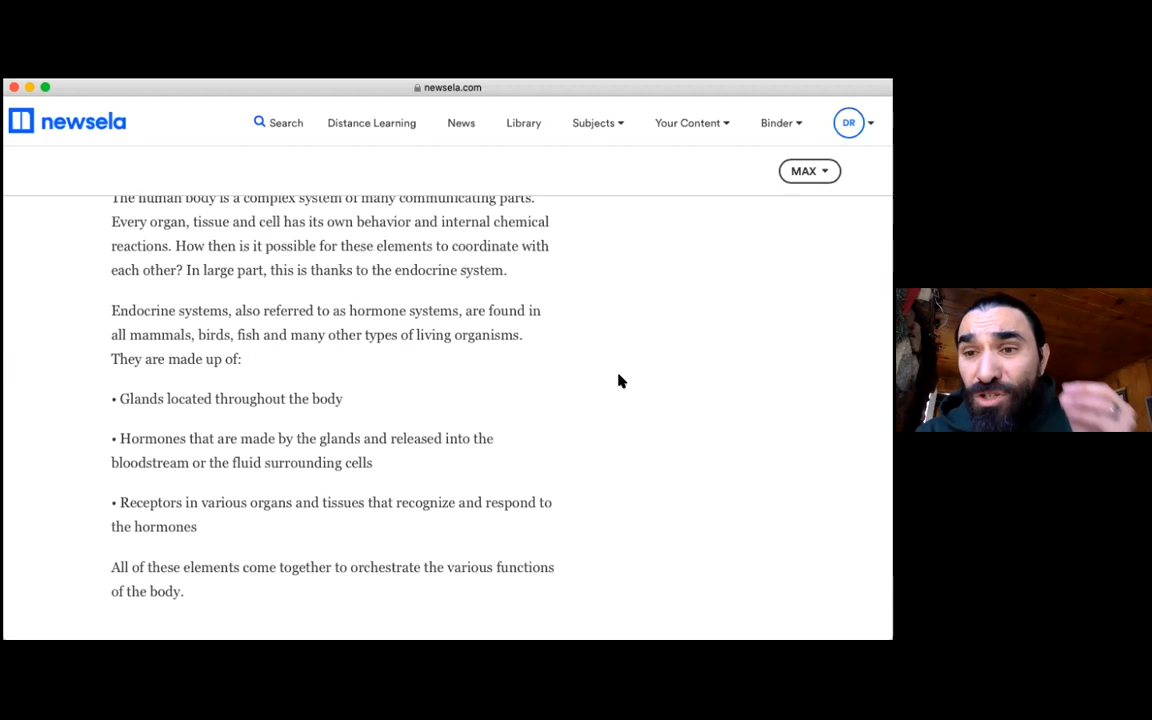 newsela.com
newsela
Search
Distance Learning
News
Library
Subjects
Your Content
Binder
DR
MAX
The human body is a complex system of many communicating parts.
Every organ, tissue and cell has its own behavior and internal chemical
reactions. How then is it possible for these elements to coordinate with
each other? In large part, this is thanks to the endocrine system.
Endocrine systems, also referred to as hormone systems, are found in
all mammals, birds, fish and many other types of living organisms.
They are made up of:
• Glands located throughout the body
• Hormones that are made by the glands and released into the
bloodstream or the fluid surrounding cells
• Receptors in various organs and tissues that recognize and respond to
the hormones
All of these elements come together to orchestrate the various functions
of the body.